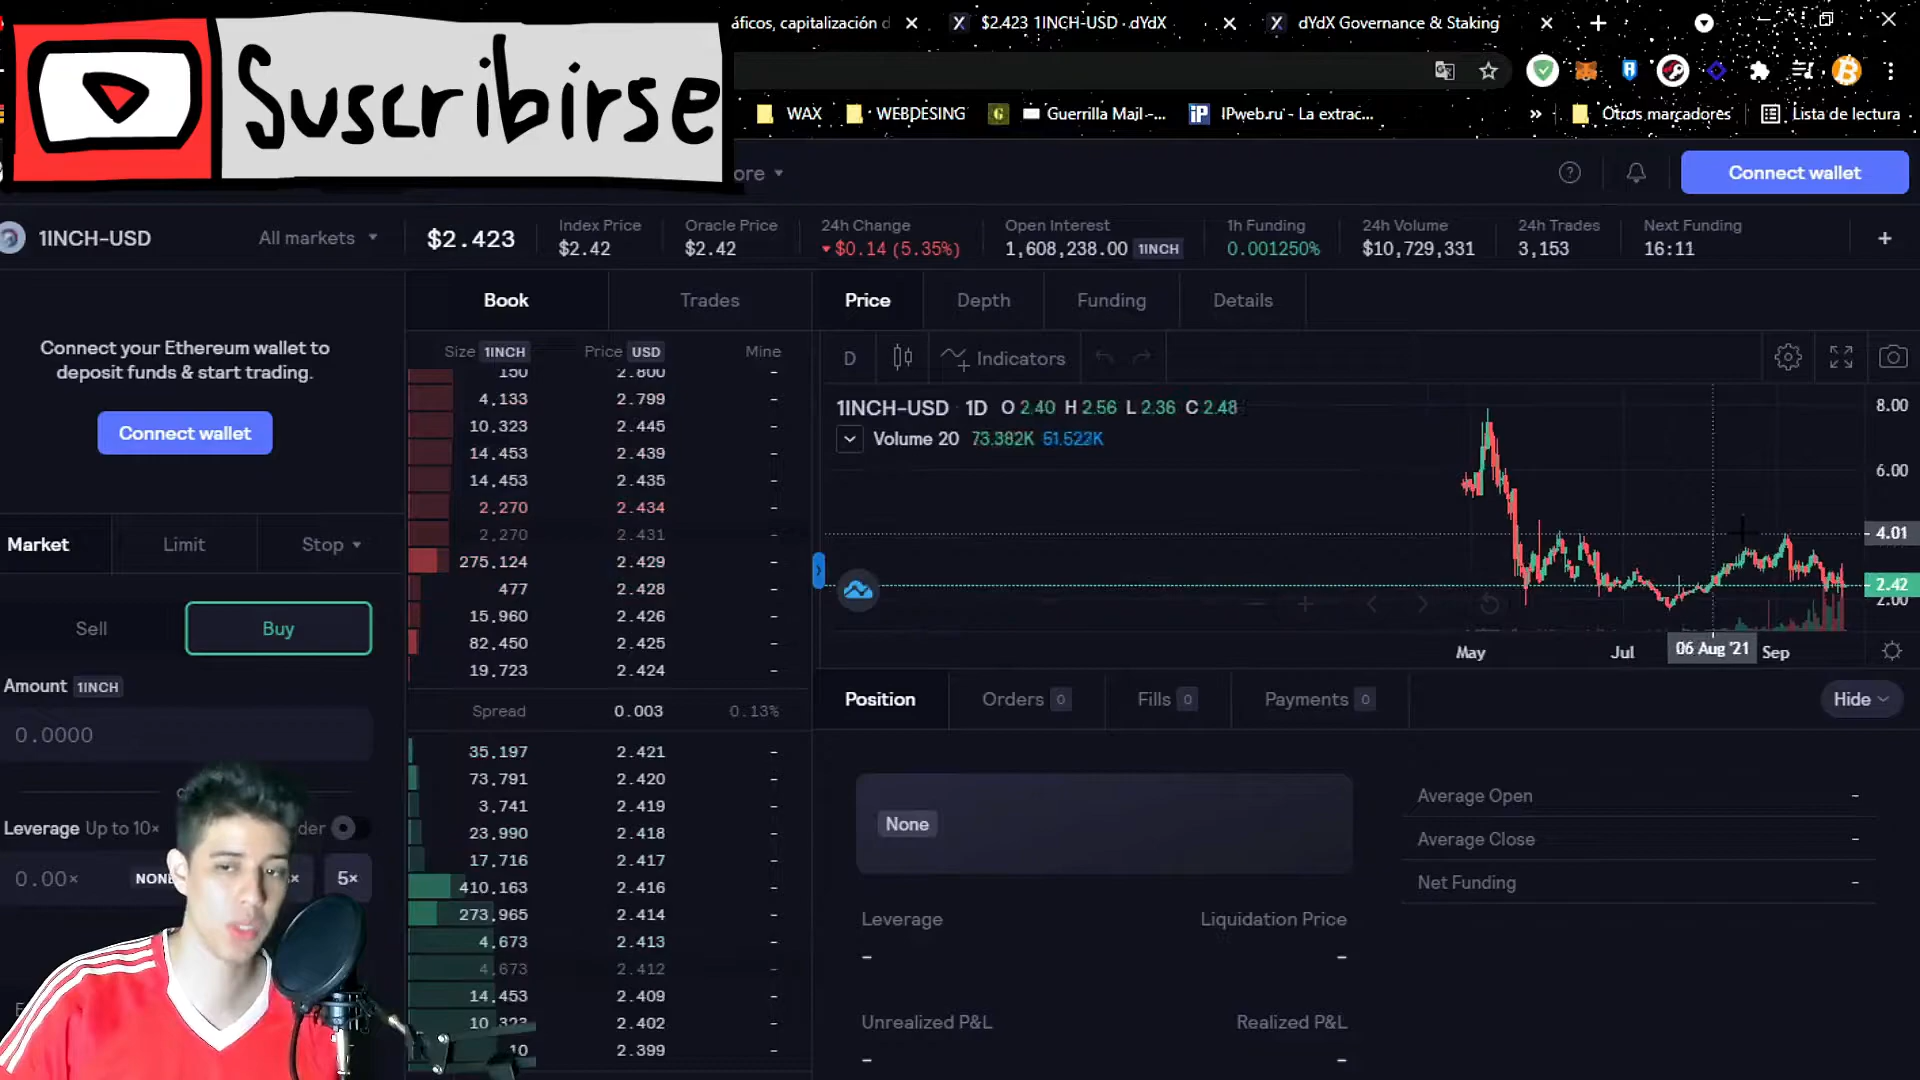 Suscribirse
áficos, capitalización d
$2.423 1INCH-USD · dYdX
dYdX Governance & Staking
WAX
WEBDESING
Guerrilla Mail -...
IPweb.ru - La extrac...
»
Otros marcadores
Lista de lectura
ore
Connect wallet
1INCH-USD
All markets
$2.423
Index Price
$2.42
Oracle Price
$2.42
24h Change
$0.14 (5.35%)
Open Interest
1,608,238.00 1INCH
1h Funding
0.001250%
24h Volume
$10,729,331
24h Trades
3,153
Next Funding
16:11
Connect your Ethereum wallet to
deposit funds & start trading.
Connect wallet
Market
Limit
Stop
Sell
Buy
Amount 1INCH
0.0000
Leverage Up to 10×
der
0.00×
NONE
×
5×
Book
Trades
Size 1INCH Price USD Mine
150 2.800 -
4,133 2.799 -
10,323 2.445 -
14,453 2.439 -
14,453 2.435 -
2,270 2.434 -
2,270 2.431 -
275,124 2.429 -
477 2.428 -
15,960 2.426 -
82,450 2.425 -
19,723 2.424 -
Spread 0.003 0.13%
35,197 2.421 -
73,791 2.420 -
3,741 2.419 -
23,990 2.418 -
17,716 2.417 -
410,163 2.416 -
273,965 2.414 -
4,673 2.413 -
4,673 2.412 -
14,453 2.409 -
10,323 2.402 -
10 2.399 -
Price
Depth
Funding
Details
D
Indicators
1INCH-USD 1D O 2.40 H 2.56 L 2.36 C 2.48
Volume 20 73.382K 51.522K
8.00
6.00
4.01
2.42
2.00
May
Jul
06 Aug '21
Sep
Position
Orders 0
Fills 0
Payments 0
Hide
None
Average Open -
Average Close -
Net Funding -
Leverage
-
Liquidation Price
-
Unrealized P&L
-
Realized P&L
-